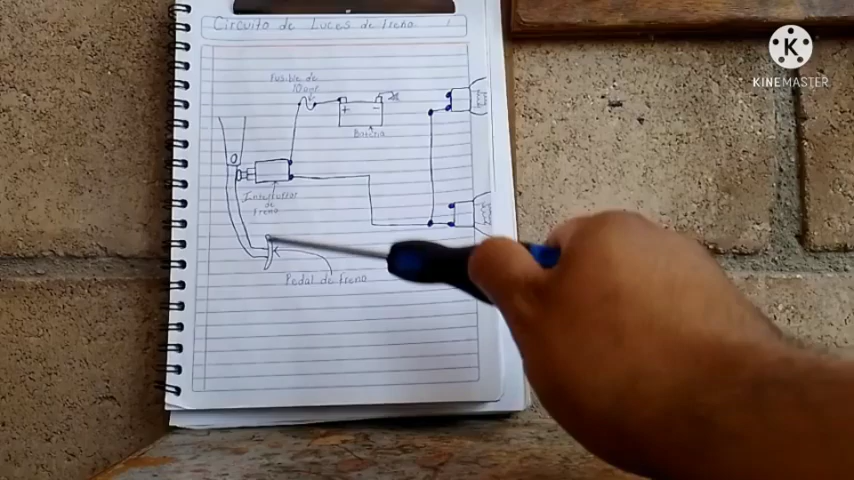 Circuito de Luces de freno
Fusible de
10 amp
+
-
Bateria
Interruptor
de
freno
Pedal de Freno
K
KINEMASTER